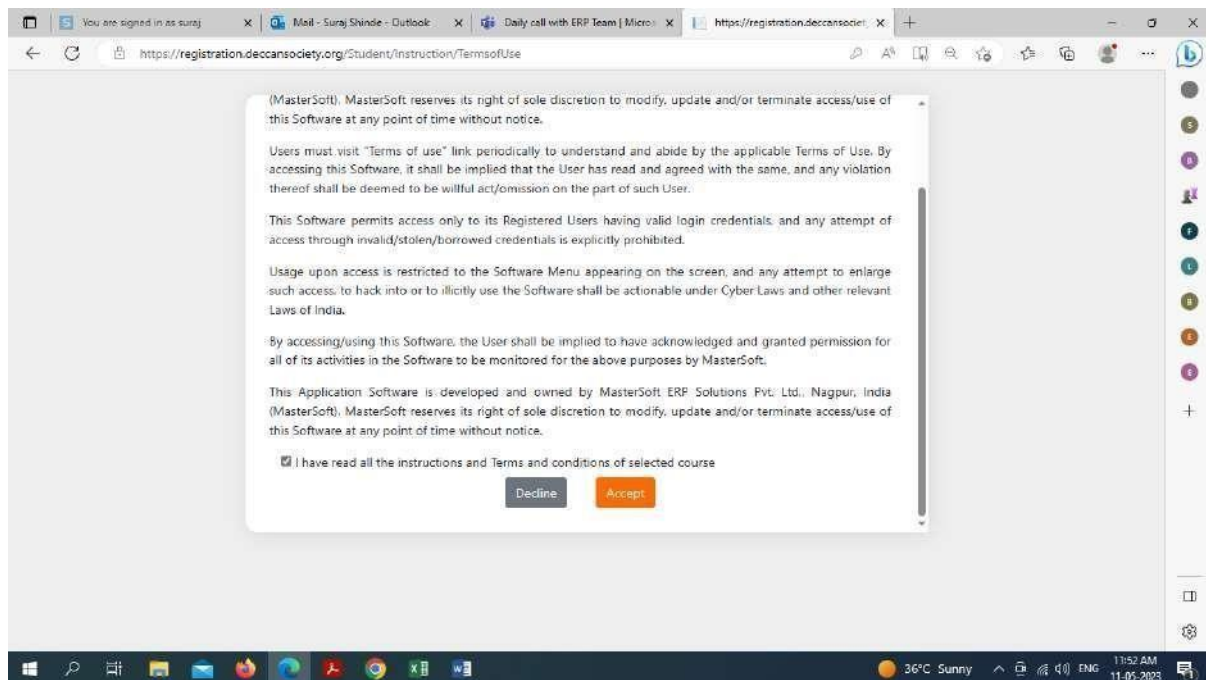 You are signed in as suraj
Mail - Suraj Shinde - Outlook
Daily call with ERP Team | Micro
https://registration.deccansociet
https://registration.deccansociety.org/Student/Instruction/TermsofUse
(MasterSoft). MasterSoft reserves its right of sole discretion to modify, update and/or terminate access/use of
this Software at any point of time without notice.
Users must visit "Terms of use" link periodically to understand and abide by the applicable Terms of Use. By
accessing this Software, it shall be implied that the User has read and agreed with the same, and any violation
thereof shall be deemed to be willful act/omission on the part of such User.
This Software permits access only to its Registered Users having valid login credentials, and any attempt of
access through invalid/stolen/borrowed credentials is explicitly prohibited.
Usage upon access is restricted to the Software Menu appearing on the screen, and any attempt to enlarge
such access, to hack into or to illicitly use the Software shall be actionable under Cyber Laws and other relevant
Laws of India.
By accessing/using this Software, the User shall be implied to have acknowledged and granted permission for
all of its activities in the Software to be monitored for the above purposes by MasterSoft.
This Application Software is developed and owned by MasterSoft ERP Solutions Pvt. Ltd., Nagpur, India
(MasterSoft). MasterSoft reserves its right of sole discretion to modify, update and/or terminate access/use of
this Software at any point of time without notice.
I have read all the instructions and Terms and conditions of selected course
Decline
Accept
36°C Sunny
ENG
11:52 AM
11-05-2023